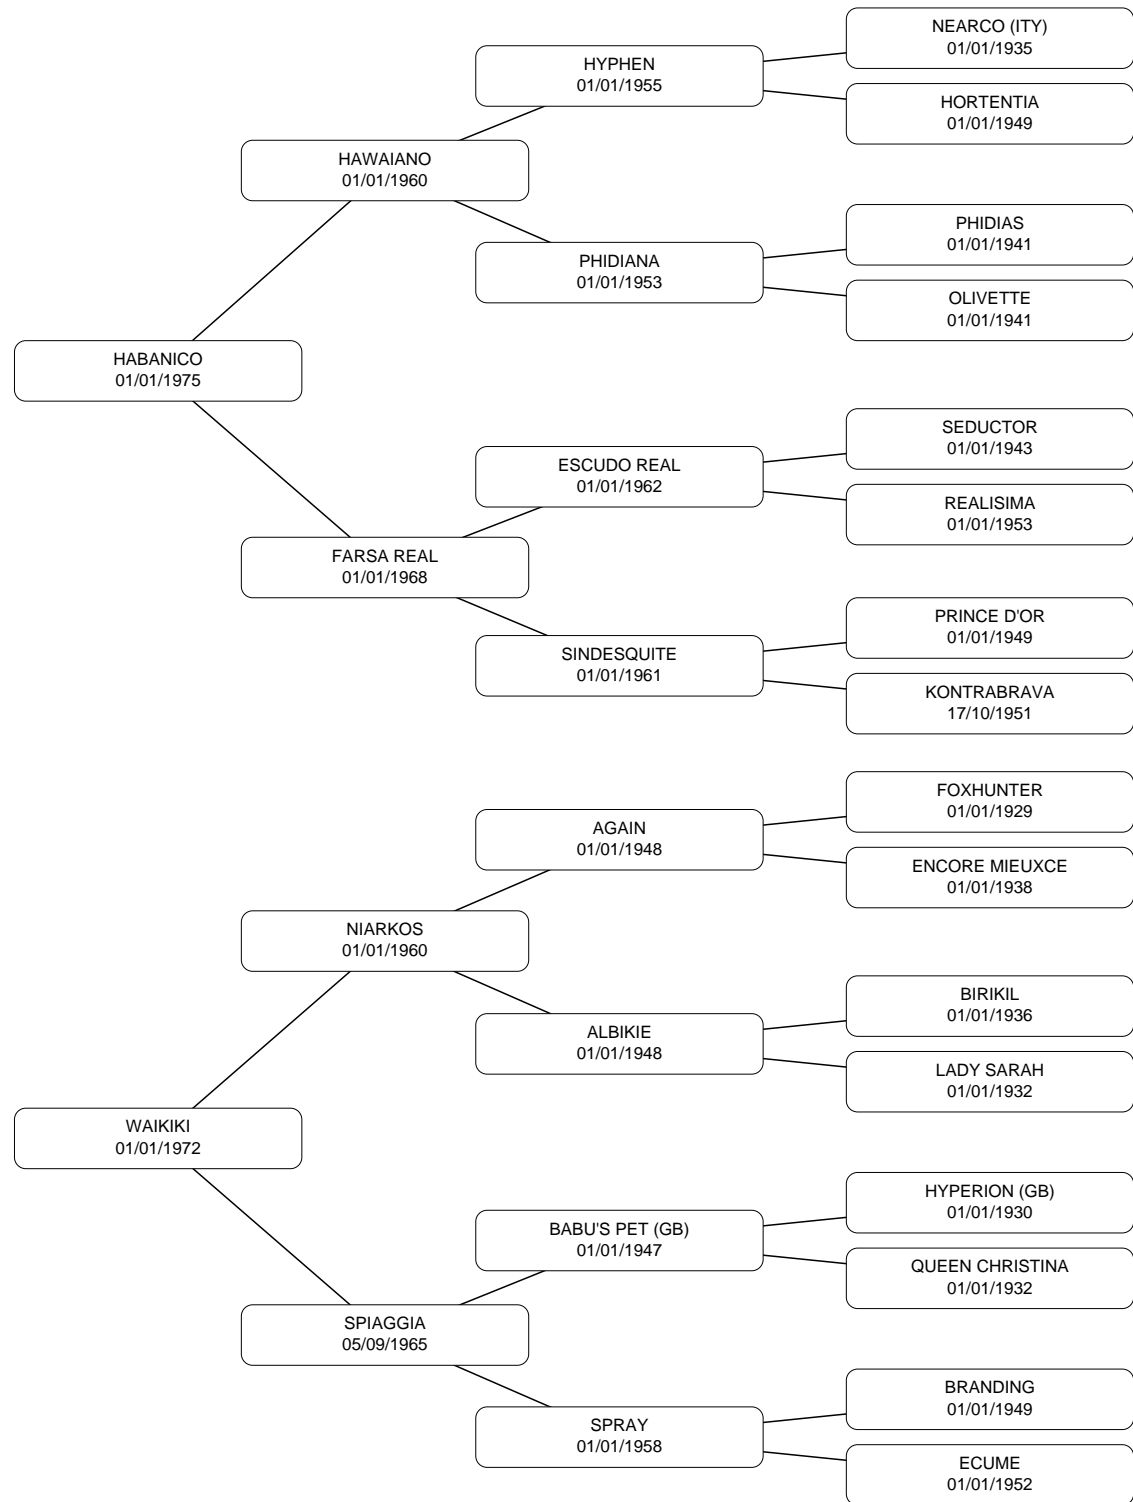 NEARCO (ITY)
01/01/1935
HYPHEN
01/01/1955
HORTENTIA
01/01/1949
HAWAIANO
01/01/1960
PHIDIAS
01/01/1941
PHIDIANA
01/01/1953
OLIVETTE
01/01/1941
HABANICO
01/01/1975
SEDUCTOR
01/01/1943
ESCUDO REAL
01/01/1962
REALISIMA
01/01/1953
FARSA REAL
01/01/1968
PRINCE D'OR
01/01/1949
SINDESQUITE
01/01/1961
KONTRABRAVA
17/10/1951
FOXHUNTER
01/01/1929
AGAIN
01/01/1948
ENCORE MIEUXCE
01/01/1938
NIARKOS
01/01/1960
BIRIKIL
01/01/1936
ALBIKIE
01/01/1948
LADY SARAH
01/01/1932
WAIKIKI
01/01/1972
HYPERION (GB)
01/01/1930
BABU'S PET (GB)
01/01/1947
QUEEN CHRISTINA
01/01/1932
SPIAGGIA
05/09/1965
BRANDING
01/01/1949
SPRAY
01/01/1958
ECUME
01/01/1952